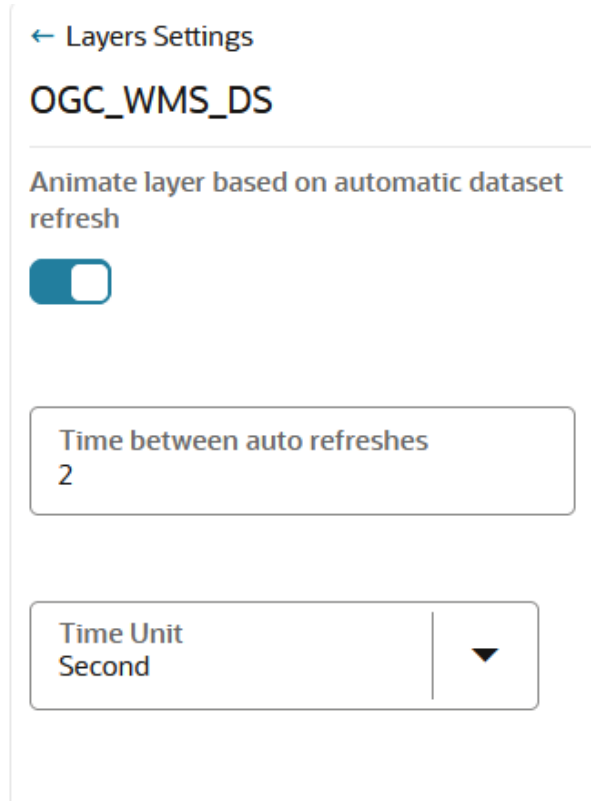 ← Layers Settings
OGC_WMS_DS
Animate layer based on automatic dataset
refresh
Time between auto refreshes
2
Time Unit
Second